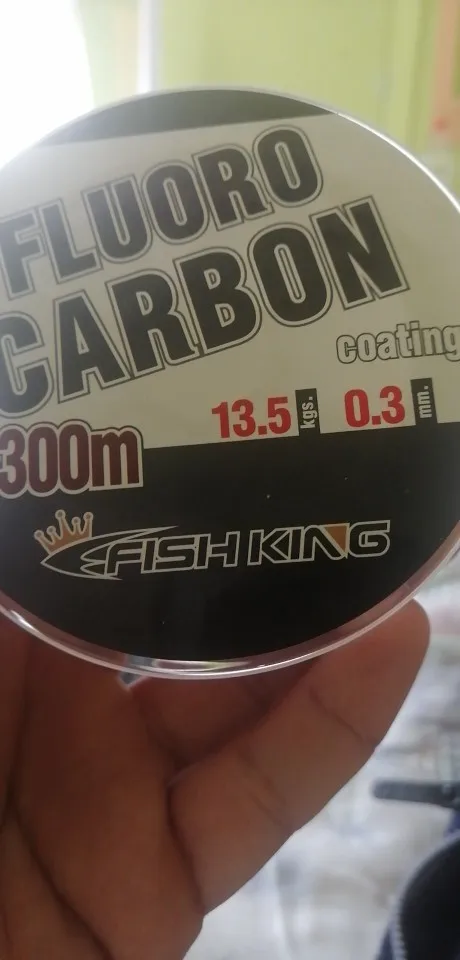 FLUORO
CARBON
coating
13.5 kgs. 0.3 mm.
300m
FISH KING